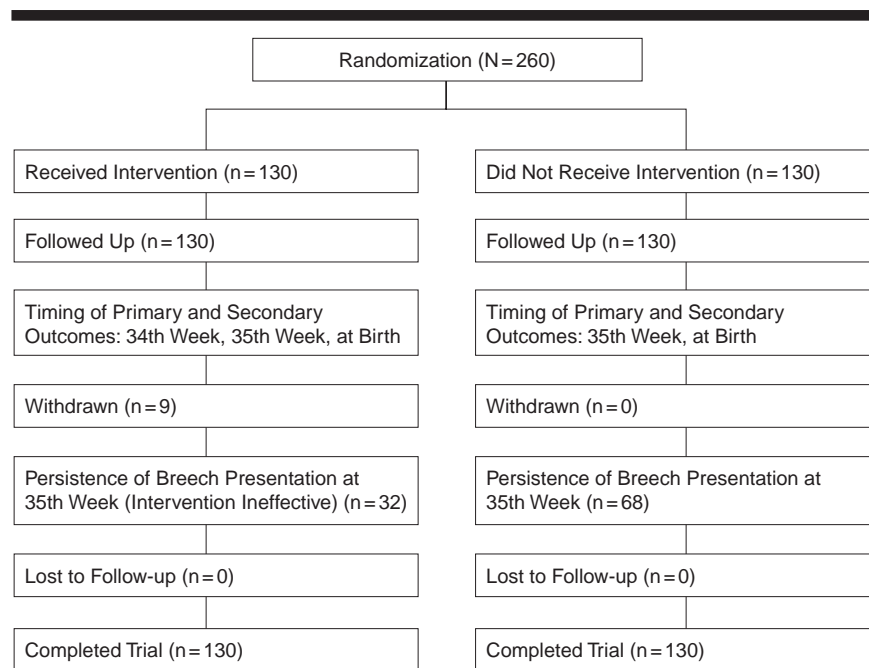 Randomization (N=260)
Received Intervention (n=130)
Did Not Receive Intervention (n=130)
Followed Up (n=130)
Followed Up (n=130)
Timing of Primary and Secondary
Outcomes: 34th Week, 35th Week, at Birth
Timing of Primary and Secondary
Outcomes: 35th Week, at Birth
Withdrawn (n=9)
Withdrawn (n=0)
Persistence of Breech Presentation at
35th Week (Intervention Ineffective) (n=32)
Persistence of Breech Presentation at
35th Week (n=68)
Lost to Follow-up (n=0)
Lost to Follow-up (n=0)
Completed Trial (n=130)
Completed Trial (n=130)